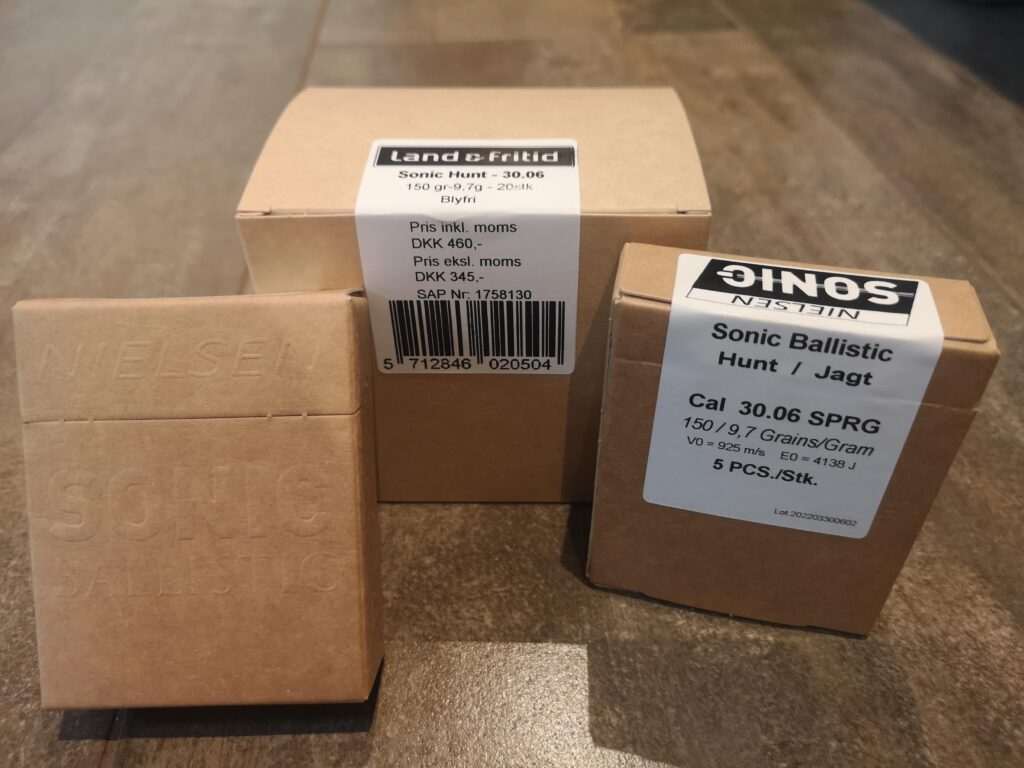 Land & Fritid
Sonic Hunt - 30.06
150 gr-9,7g - 20stk
Blyfri
Pris inkl. moms
DKK 460,-
Pris eksl. moms
DKK 345,-
SAP Nr: 1758130
5 712846 020504
NIELSEN
SONIC
BALLISTIC
SONIC
NIELSEN
Sonic Ballistic
Hunt / Jagt
Cal 30.06 SPRG
150 / 9,7 Grains/Gram
V0 = 925 m/s E0 = 4138 J
5 PCS./Stk.
Lot.202203300602